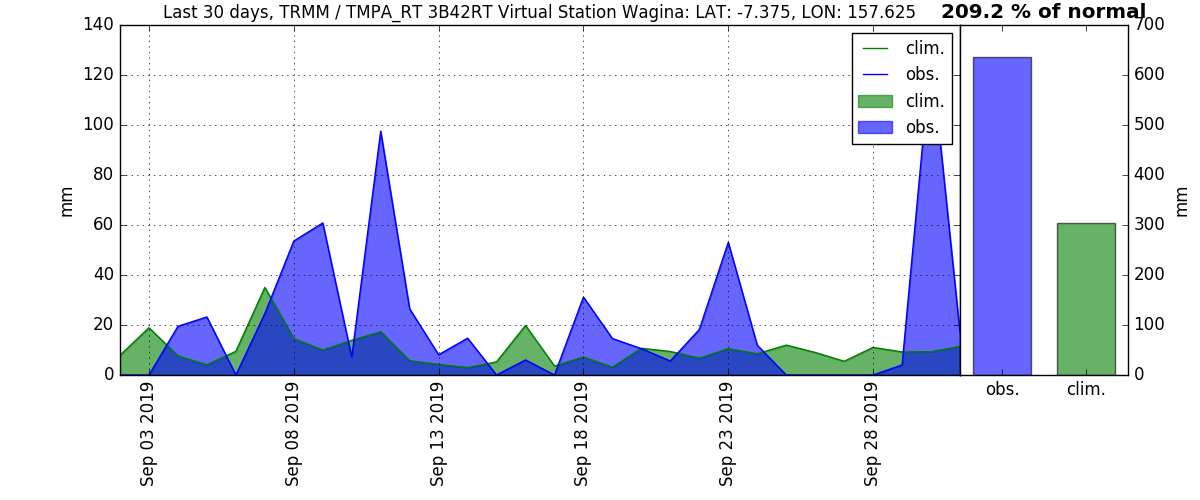 Last 30 days, TRMM / TMPA_RT 3B42RT Virtual Station Wagina: LAT: -7.375, LON: 157.625
209.2 % of normal
140
120
100
80
60
40
20
0
mm
clim.
obs.
clim.
obs.
700
600
500
400
300
200
100
0
mm
Sep 03 2019
Sep 08 2019
Sep 13 2019
Sep 18 2019
Sep 23 2019
Sep 28 2019
obs.
clim.